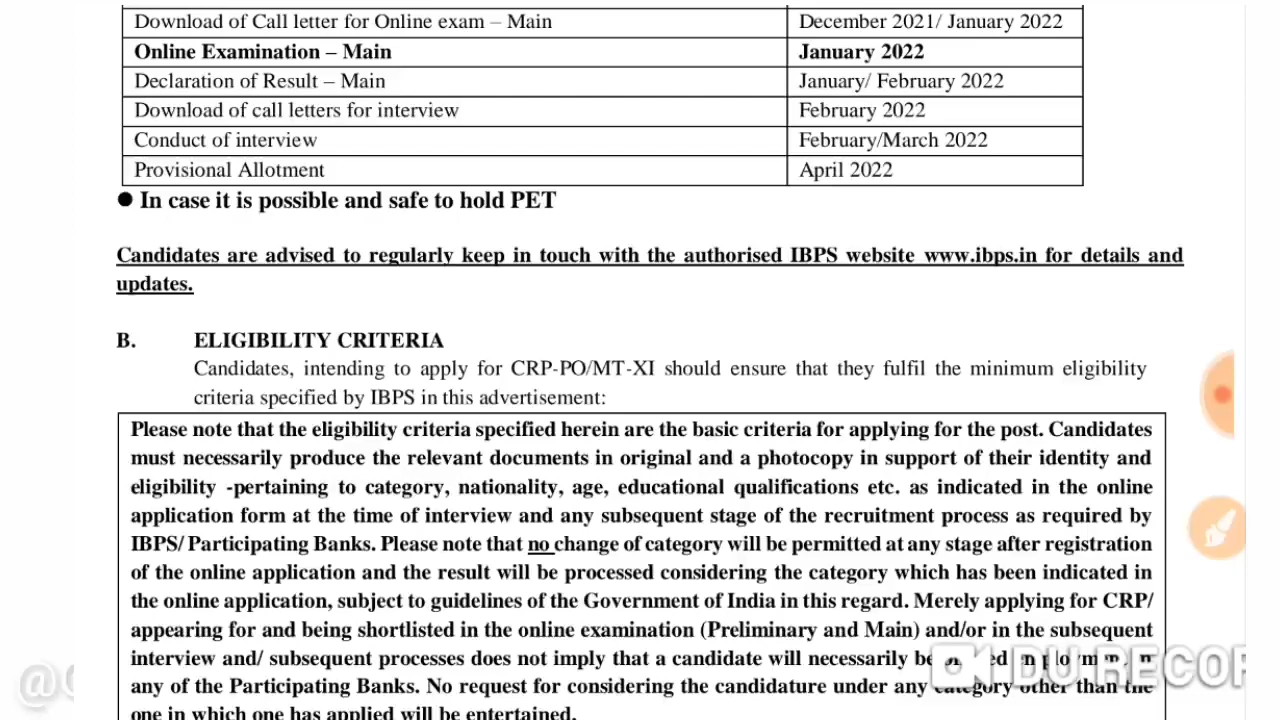 Download of Call letter for Online exam – Main December 2021/ January 2022
Online Examination – Main January 2022
Declaration of Result – Main January/ February 2022
Download of call letters for interview February 2022
Conduct of interview February/March 2022
Provisional Allotment April 2022
● In case it is possible and safe to hold PET
Candidates are advised to regularly keep in touch with the authorised IBPS website www.ibps.in for details and
updates.
B. ELIGIBILITY CRITERIA
Candidates, intending to apply for CRP-PO/MT-XI should ensure that they fulfil the minimum eligibility
criteria specified by IBPS in this advertisement:
Please note that the eligibility criteria specified herein are the basic criteria for applying for the post. Candidates
must necessarily produce the relevant documents in original and a photocopy in support of their identity and
eligibility -pertaining to category, nationality, age, educational qualifications etc. as indicated in the online
application form at the time of interview and any subsequent stage of the recruitment process as required by
IBPS/ Participating Banks. Please note that no change of category will be permitted at any stage after registration
of the online application and the result will be processed considering the category which has been indicated in
the online application, subject to guidelines of the Government of India in this regard. Merely applying for CRP/
appearing for and being shortlisted in the online examination (Preliminary and Main) and/or in the subsequent
interview and/ subsequent processes does not imply that a candidate will necessarily be
any of the Participating Banks. No request for considering the candidature under any category other than the
one in which one has applied will be entertained.
DU RECOR